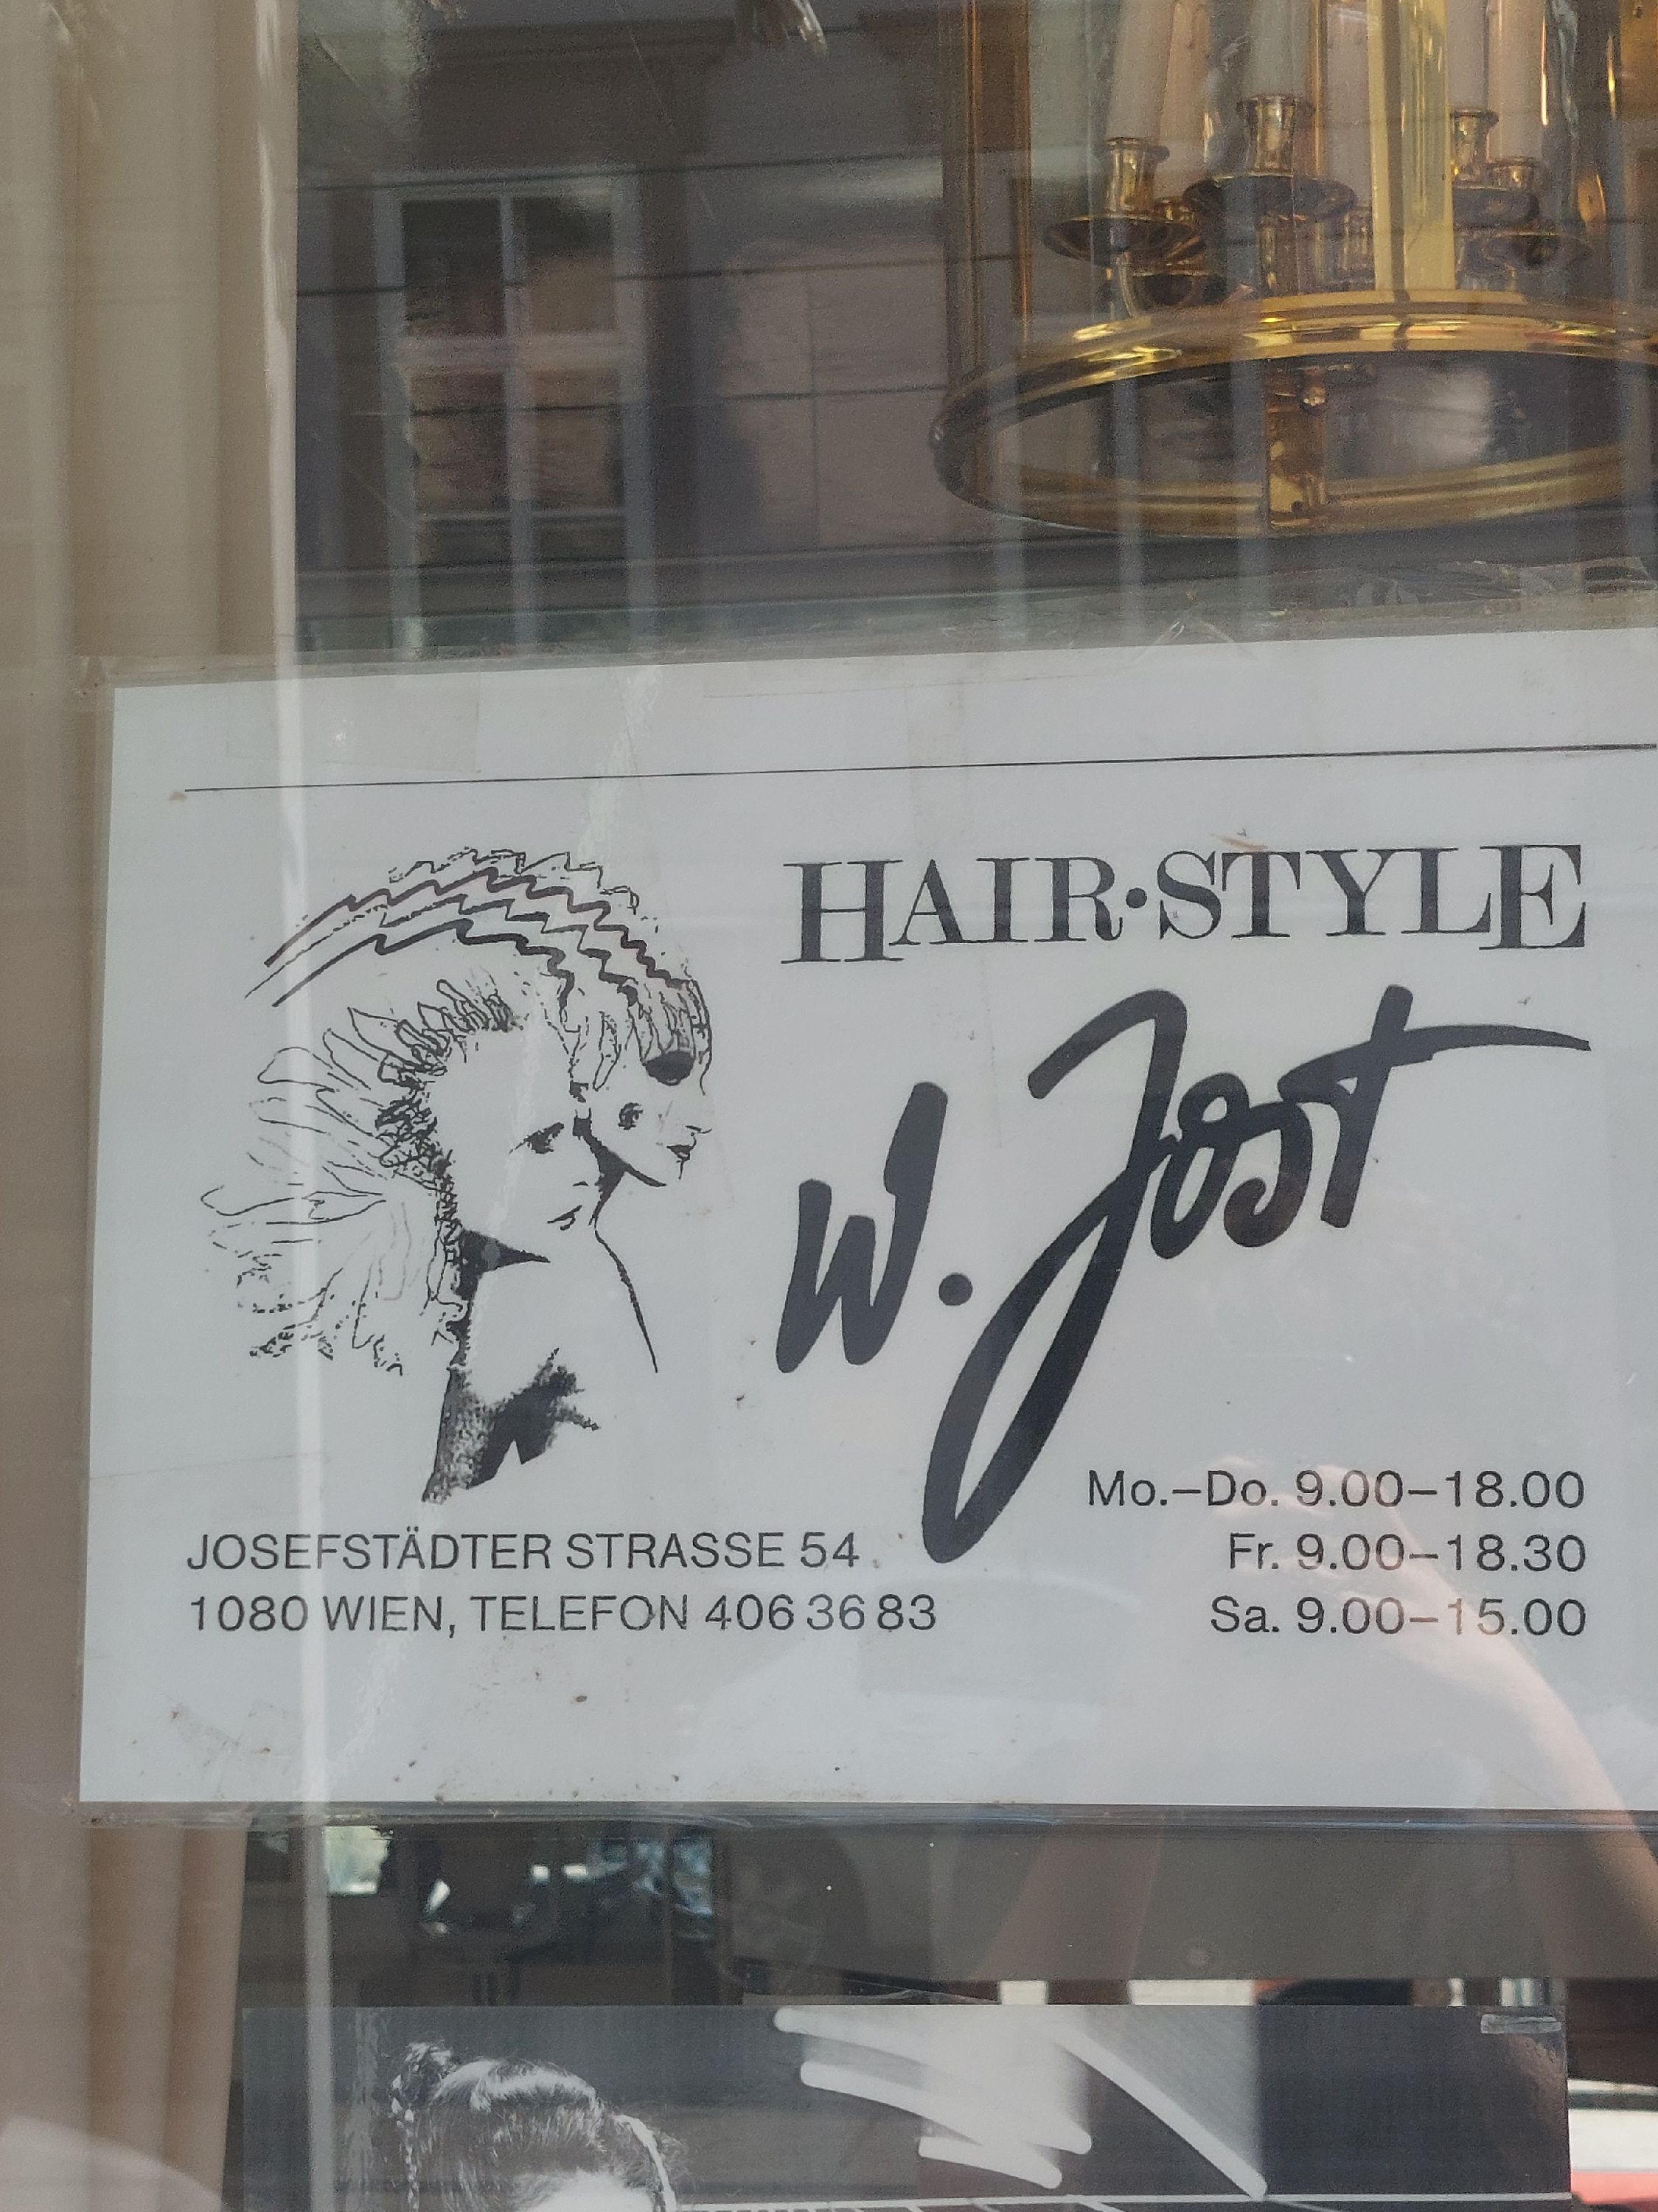 HAIR·STYLE
W. Jost
Mo.–Do. 9.00–18.00
Fr. 9.00–18.30
Sa. 9.00–15.00
JOSEFSTÄDTER STRASSE 54
1080 WIEN, TELEFON 406 36 83